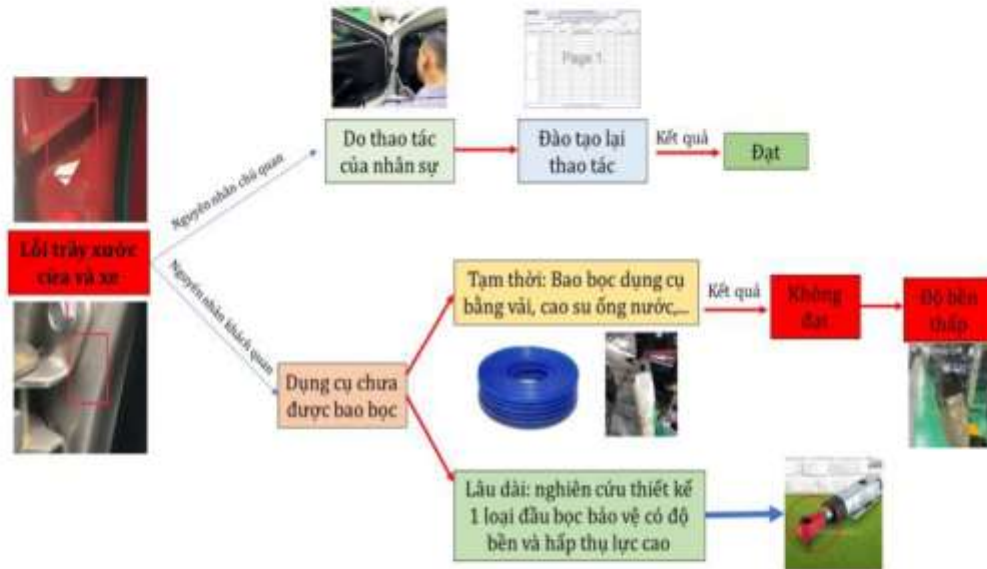 Page 1
Do thao tác
của nhân sự
Đào tạo lại
thao tác
Kết quả
Đạt
Nguyên nhân chủ quan
Lỗi trầy xước
cửa và xe
Nguyên nhân khách quan
Tạm thời: Bao bọc dụng cụ
bằng vải, cao su ống nước,...
Kết quả
Không
đạt
Độ bền
thấp
Dụng cụ chưa
được bao bọc
Lâu dài: nghiên cứu thiết kế
1 loại đầu bọc bảo vệ có độ
bền và hấp thụ lực cao